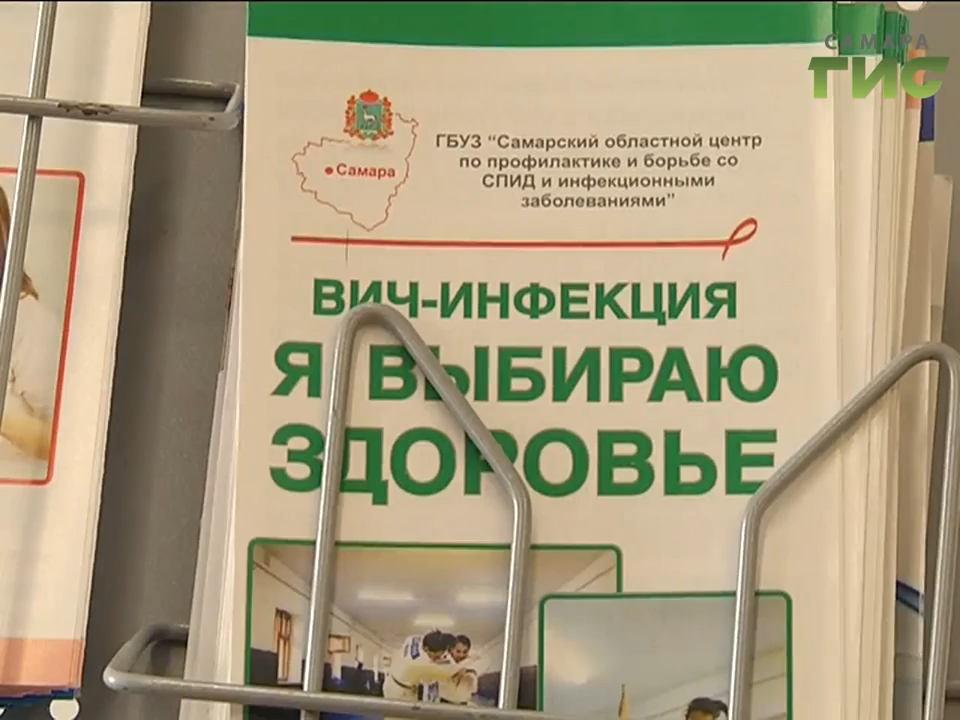 САМАРА
ГИС
ГБУЗ “Самарский областной центр
по профилактике и борьбе со
СПИД и инфекционными
заболеваниями”
Самара
ВИЧ-ИНФЕКЦИЯ
Я ВЫБИРАЮ
ЗДОРОВЬЕ